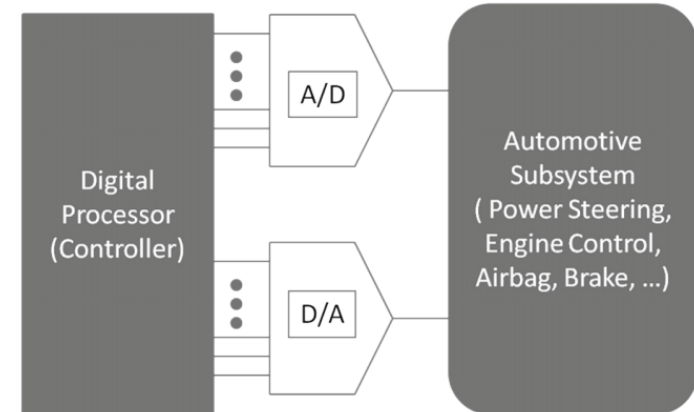 Digital
Processor
(Controller)
A/D
D/A
Automotive
Subsystem
( Power Steering,
Engine Control,
Airbag, Brake, ...)